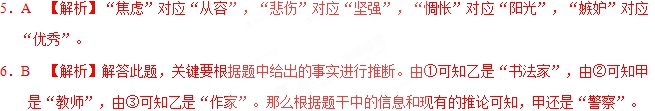 5．A 【解析】“焦虑”对应“从容”，“悲伤”对应“坚强”，“惆怅”对应“阳光”，“嫉妒”对应
“优秀”。
6．B 【解析】解答此题，关键要根据题中给出的事实进行推断。由①可知乙是“书法家”，由②可知甲
是“教师”，由③可知乙是“作家”。那么根据题干中的信息和现有的推论可知，甲还是“警察”。